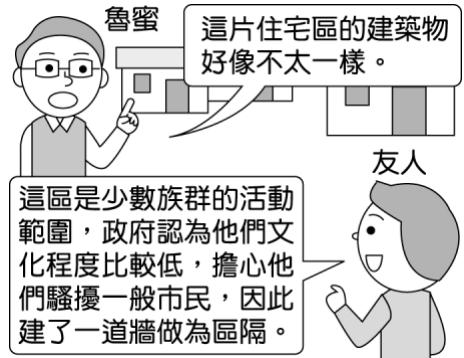 魯蜜
這片住宅區的建築物
好像不太一樣。
友人
這區是少數族群的活動
範圍，政府認為他們文
化程度比較低，擔心他
們騷擾一般市民，因此
建了一道牆做為區隔。